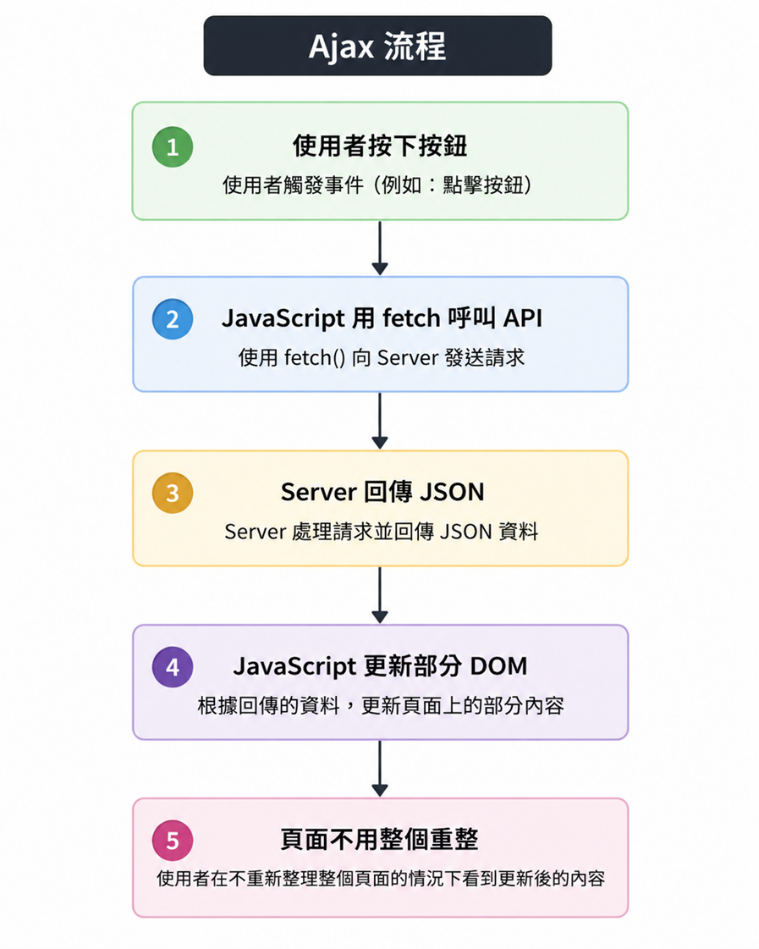 Ajax 流程
1
使用者按下按鈕
使用者觸發事件（例如：點擊按鈕）
2
JavaScript 用 fetch 呼叫 API
使用 fetch() 向 Server 發送請求
3
Server 回傳 JSON
Server 處理請求並回傳 JSON 資料
4
JavaScript 更新部分 DOM
根據回傳的資料，更新頁面上的部分內容
5
頁面不用整個重整
使用者在不重新整理整個頁面的情況下看到更新後的內容